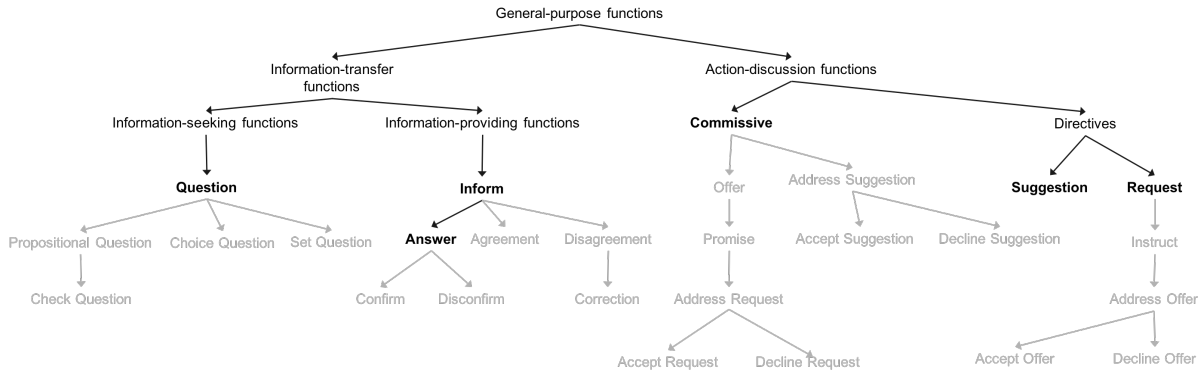 General-purpose functions
Information-transfer
functions
Action-discussion functions
Information-seeking functions
Information-providing functions
Commissive
Directives
Question
Inform
Offer
Address Suggestion
Suggestion
Request
Propositional Question
Choice Question
Set Question
Answer
Agreement
Disagreement
Promise
Accept Suggestion
Decline Suggestion
Instruct
Check Question
Confirm
Disconfirm
Correction
Address Request
Address Offer
Accept Request
Decline Request
Accept Offer
Decline Offer